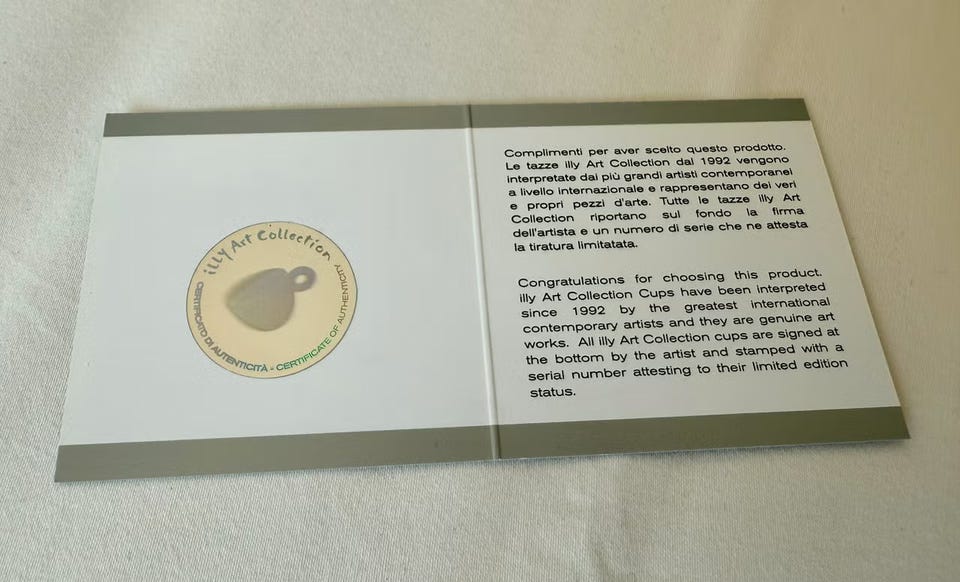 illy Art Collection
CERTIFICATO DI AUTENTICITÀ - CERTIFICATE OF AUTHENTICITY
Complimenti per aver scelto questo prodotto.
Le tazze illy Art Collection dal 1992 vengono
interpretate dai più grandi artisti contemporanei
a livello internazionale e rappresentano dei veri
e propri pezzi d'arte. Tutte le tazze illy Art
Collection riportano sul fondo la firma
dell'artista e un numero di serie che ne attesta
la tiratura limitatata.
Congratulations for choosing this product.
illy Art Collection Cups have been interpreted
since 1992 by the greatest international
contemporary artists and they are genuine art
works. All illy Art Collection cups are signed at
the bottom by the artist and stamped with a
serial number attesting to their limited edition
status.